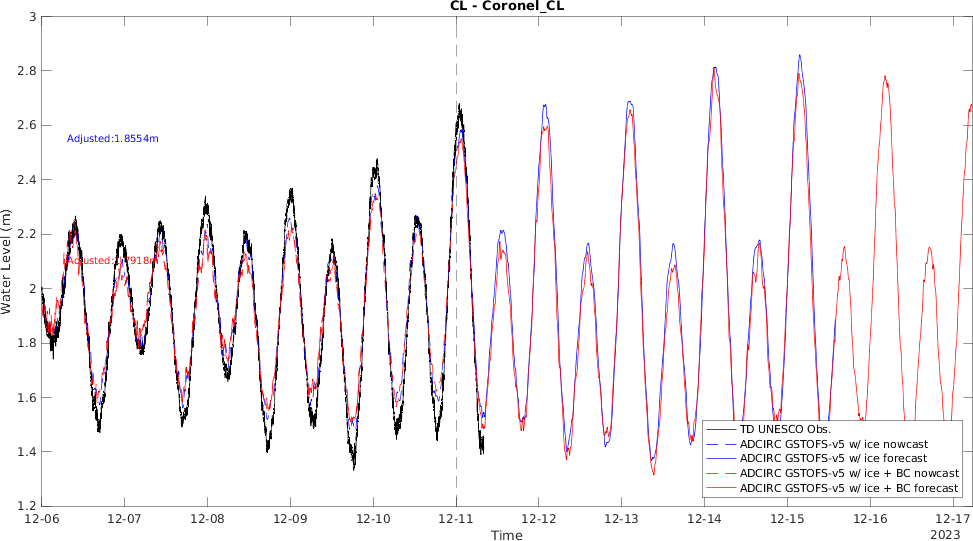 CL - Coronel_CL
3
2.8
2.6
2.4
2.2
2
1.8
1.6
1.4
1.2
Water Level (m)
Adjusted:1.8554m
TD UNESCO Obs.
ADCIRC GSTOFS-v5 w/ ice nowcast
ADCIRC GSTOFS-v5 w/ ice forecast
ADCIRC GSTOFS-v5 w/ ice + BC nowcast
ADCIRC GSTOFS-v5 w/ ice + BC forecast
12-06 12-07 12-08 12-09 12-10 12-11 12-12 12-13 12-14 12-15 12-16 12-17
Time
2023